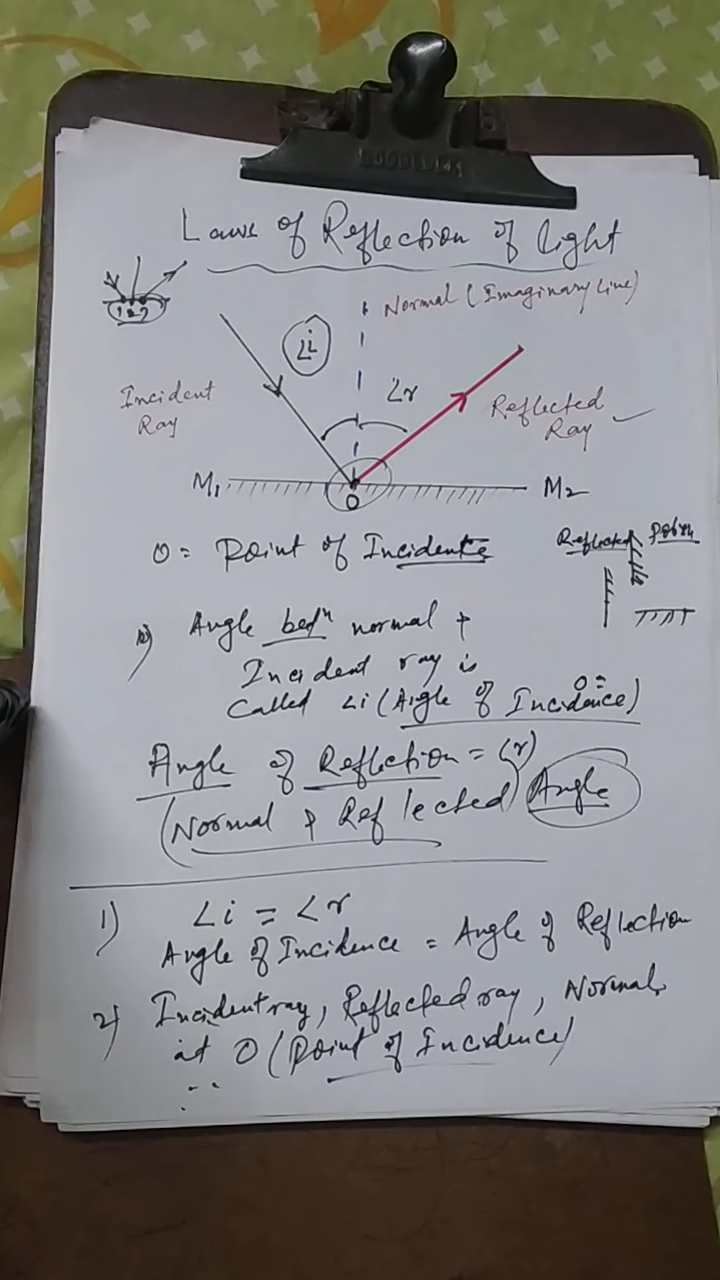 Laws of Reflection of light
Normal (Imaginary Line)
∠i
∠r
Incident
Ray
Reflected
Ray
M₁
M₂
O
O = Point of Incidence
Reflected
Angle betⁿ normal +
Incident ray is
Called ∠i (Angle of Incidence)
Angle of Reflection = (r)
(Normal & Reflected) Angle
1) ∠i = ∠r
Angle of Incidence = Angle of Reflection
2) Incident ray, Reflected ray, Normal,
at O (Point of Incidence)